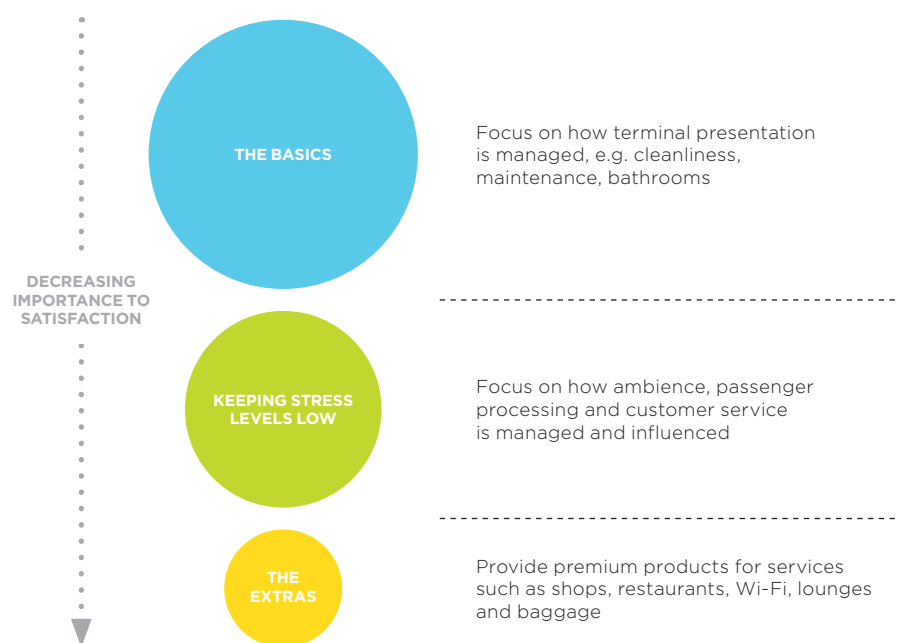 THE BASICS
Focus on how terminal presentation
is managed, e.g. cleanliness,
maintenance, bathrooms
DECREASING
IMPORTANCE TO
SATISFACTION
KEEPING STRESS
LEVELS LOW
Focus on how ambience, passenger
processing and customer service
is managed and influenced
THE
EXTRAS
Provide premium products for services
such as shops, restaurants, Wi-Fi, lounges
and baggage